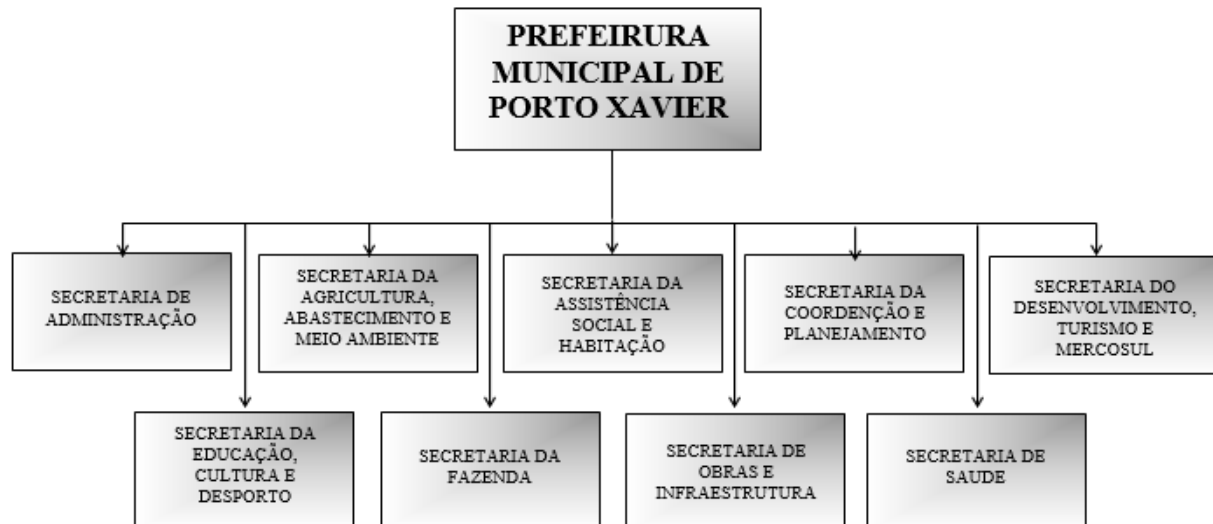 PREFEIRURA
MUNICIPAL DE
PORTO XAVIER
SECRETARIA DE
ADMINISTRAÇÃO
SECRETARIA DA
AGRICULTURA,
ABASTECIMENTO E
MEIO AMBIENTE
SECRETARIA DA
ASSISTÊNCIA
SOCIAL E
HABITAÇÃO
SECRETARIA DA
COORDENÇÃO E
PLANEJAMENTO
SECRETARIA DO
DESENVOLVIMENTO,
TURISMO E
MERCOSUL
SECRETARIA DA
EDUCAÇÃO,
CULTURA E
DESPORTO
SECRETARIA DA
FAZENDA
SECRETARIA DE
OBRAS E
INFRAESTRUTURA
SECRETARIA DE
SAUDE